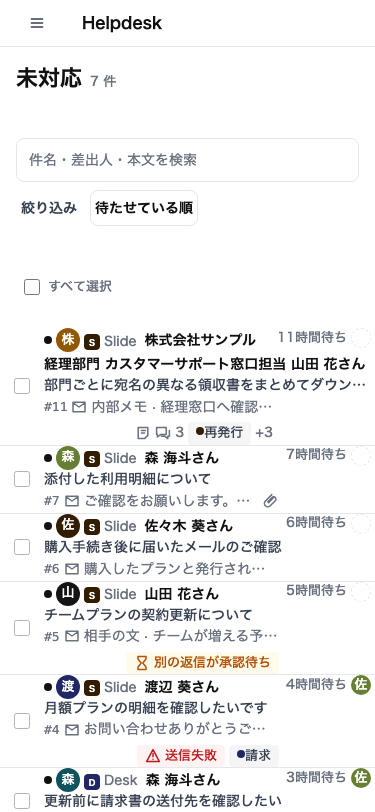 Helpdesk
未対応 7 件
件名・差出人・本文を検索
絞り込み 待たせている順
すべて選択
株 S Slide 株式会社サンプル 11時間待ち
経理部門 カスタマーサポート窓口担当 山田 花さん
部門ごとに宛名の異なる領収書をまとめてダウン…
#11 内部メモ · 経理窓口へ確認…
3 再発行 +3
森 S Slide 森 海斗さん 7時間待ち
添付した利用明細について
#7 ご確認をお願いします。…
佐 S Slide 佐々木 葵さん 6時間待ち
購入手続き後に届いたメールのご確認
#6 購入したプランと発行され…
山 S Slide 山田 花さん 5時間待ち
チームプランの契約更新について
#5 相手の文 · チームが増える予…
別の返信が承認待ち
渡 S Slide 渡辺 葵さん 4時間待ち 佐
月額プランの明細を確認したいです
#4 お問い合わせありがとうご…
送信失敗 請求
森 D Desk 森 海斗さん 3時間待ち 佐
更新前に請求書の送付先を確認したい